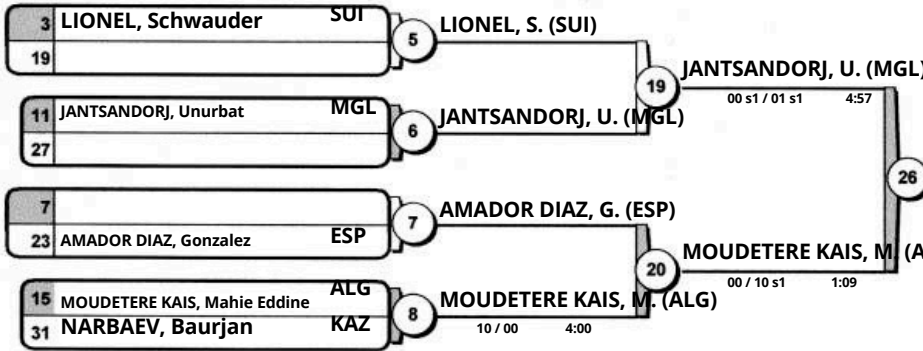 3 LIONEL, Schwauder SUI
19
5
LIONEL, S. (SUI)
11 JANTSANDORJ, Unurbat MGL
27
6
JANTSANDORJ, U. (MGL)
19
JANTSANDORJ, U. (MGL)
00 s1 / 01 s1 4:57
7
23 AMADOR DIAZ, Gonzalez ESP
7
AMADOR DIAZ, G. (ESP)
15 MOUDETERE KAIS, Mahie Eddine ALG
31 NARBAEV, Baurjan KAZ
8
MOUDETERE KAIS, M. (ALG)
10 / 00 4:00
20
MOUDETERE KAIS, M. (A
00 / 10 s1 1:09
26